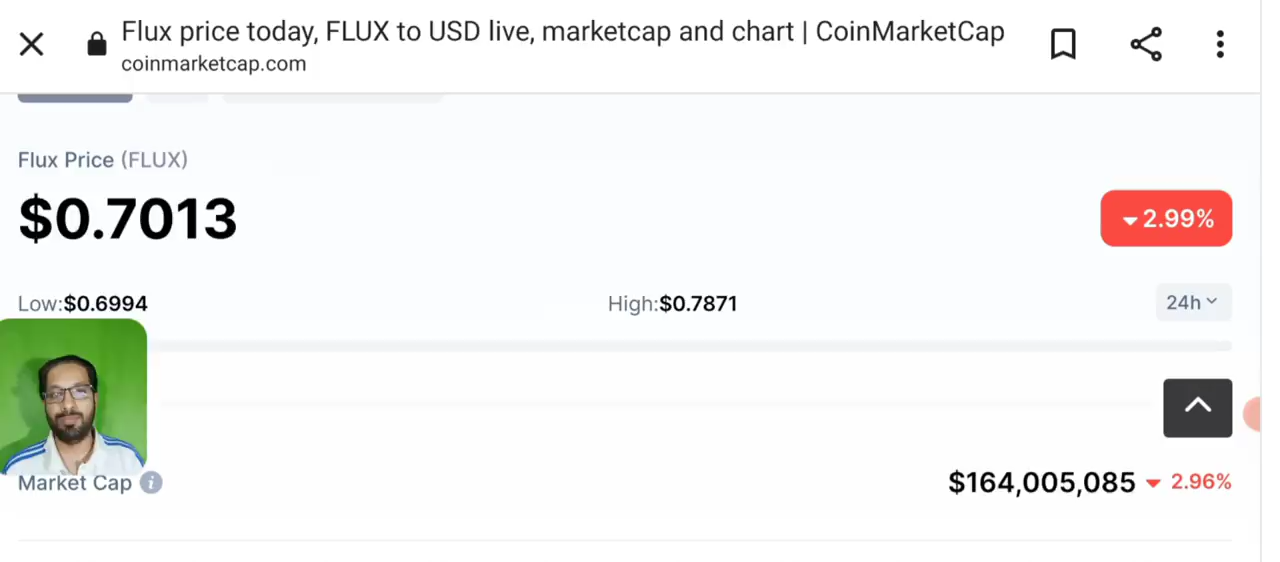 Flux price today, FLUX to USD live, marketcap and chart | CoinMarketCap
coinmarketcap.com
Flux Price (FLUX)
$0.7013
2.99%
Low:$0.6994
High:$0.7871
24h
Market Cap i
$164,005,085 2.96%